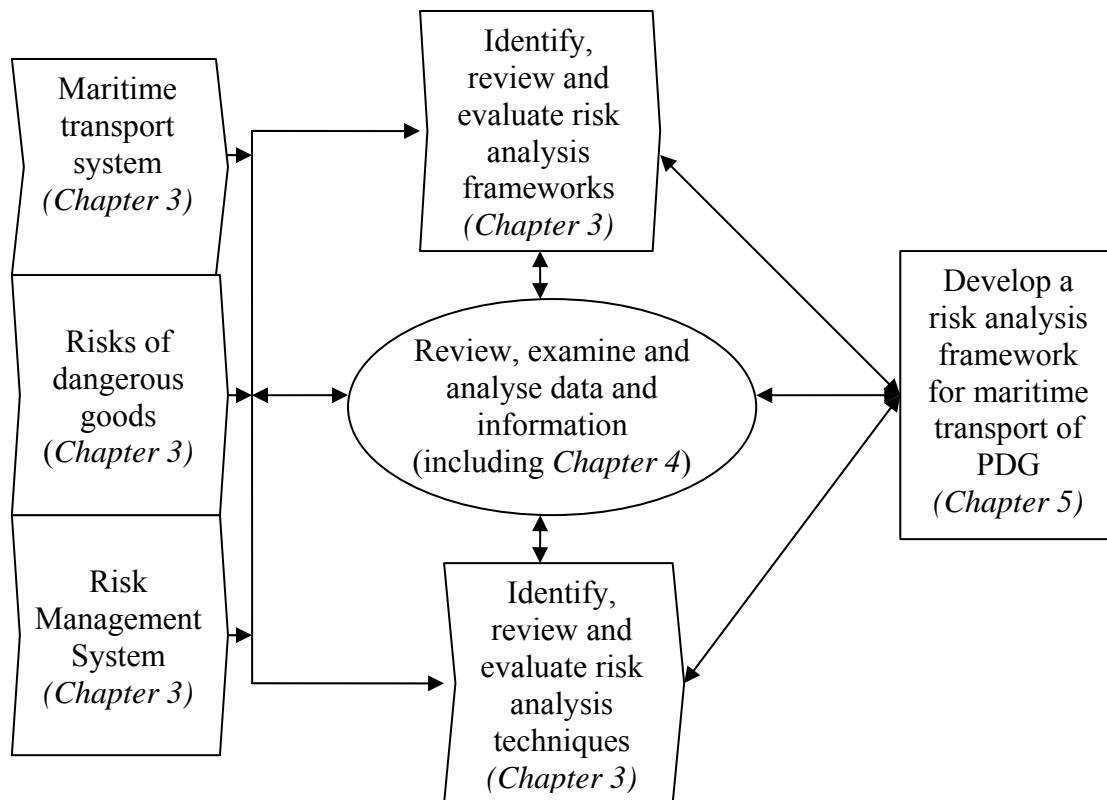 Maritime
transport
system
(Chapter 3)
Risks of
dangerous
goods
(Chapter 3)
Risk
Management
System
(Chapter 3)
Identify,
review and
evaluate risk
analysis
frameworks
(Chapter 3)
Review, examine and
analyse data and
information
(including Chapter 4)
Identify,
review and
evaluate risk
analysis
techniques
(Chapter 3)
Develop a
risk analysis
framework
for maritime
transport of
PDG
(Chapter 5)